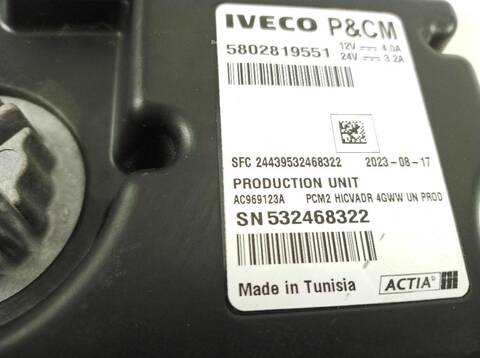 IVECO P&CM
5802819551 12V ⎓ 4.0A
24V ⎓ 3.2A
SFC 24439532468322 2023-08-17
PRODUCTION UNIT
AC969123A PCM2 HICVADR 4GWW UN PROD
SN 532468322
Made in Tunisia ACTIA®